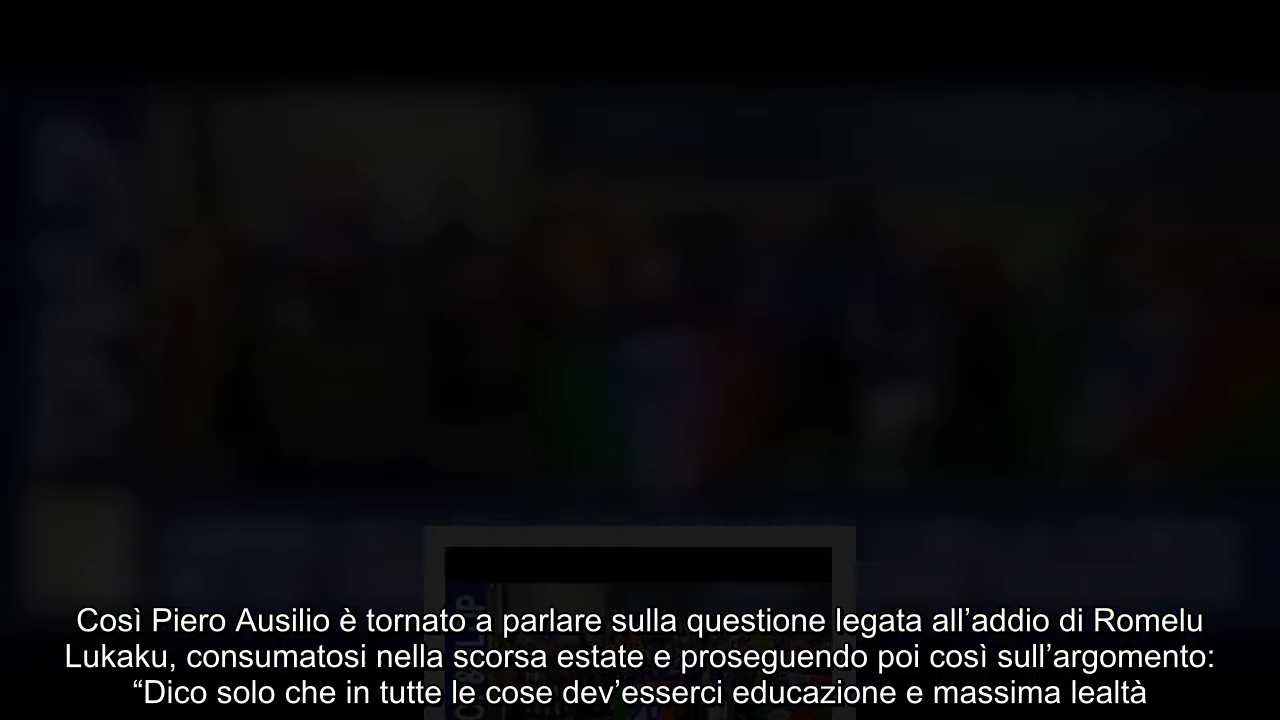 Così Piero Ausilio è tornato a parlare sulla questione legata all’addio di Romelu
Lukaku, consumatosi nella scorsa estate e proseguendo poi così sull’argomento:
“Dico solo che in tutte le cose dev’esserci educazione e massima lealtà